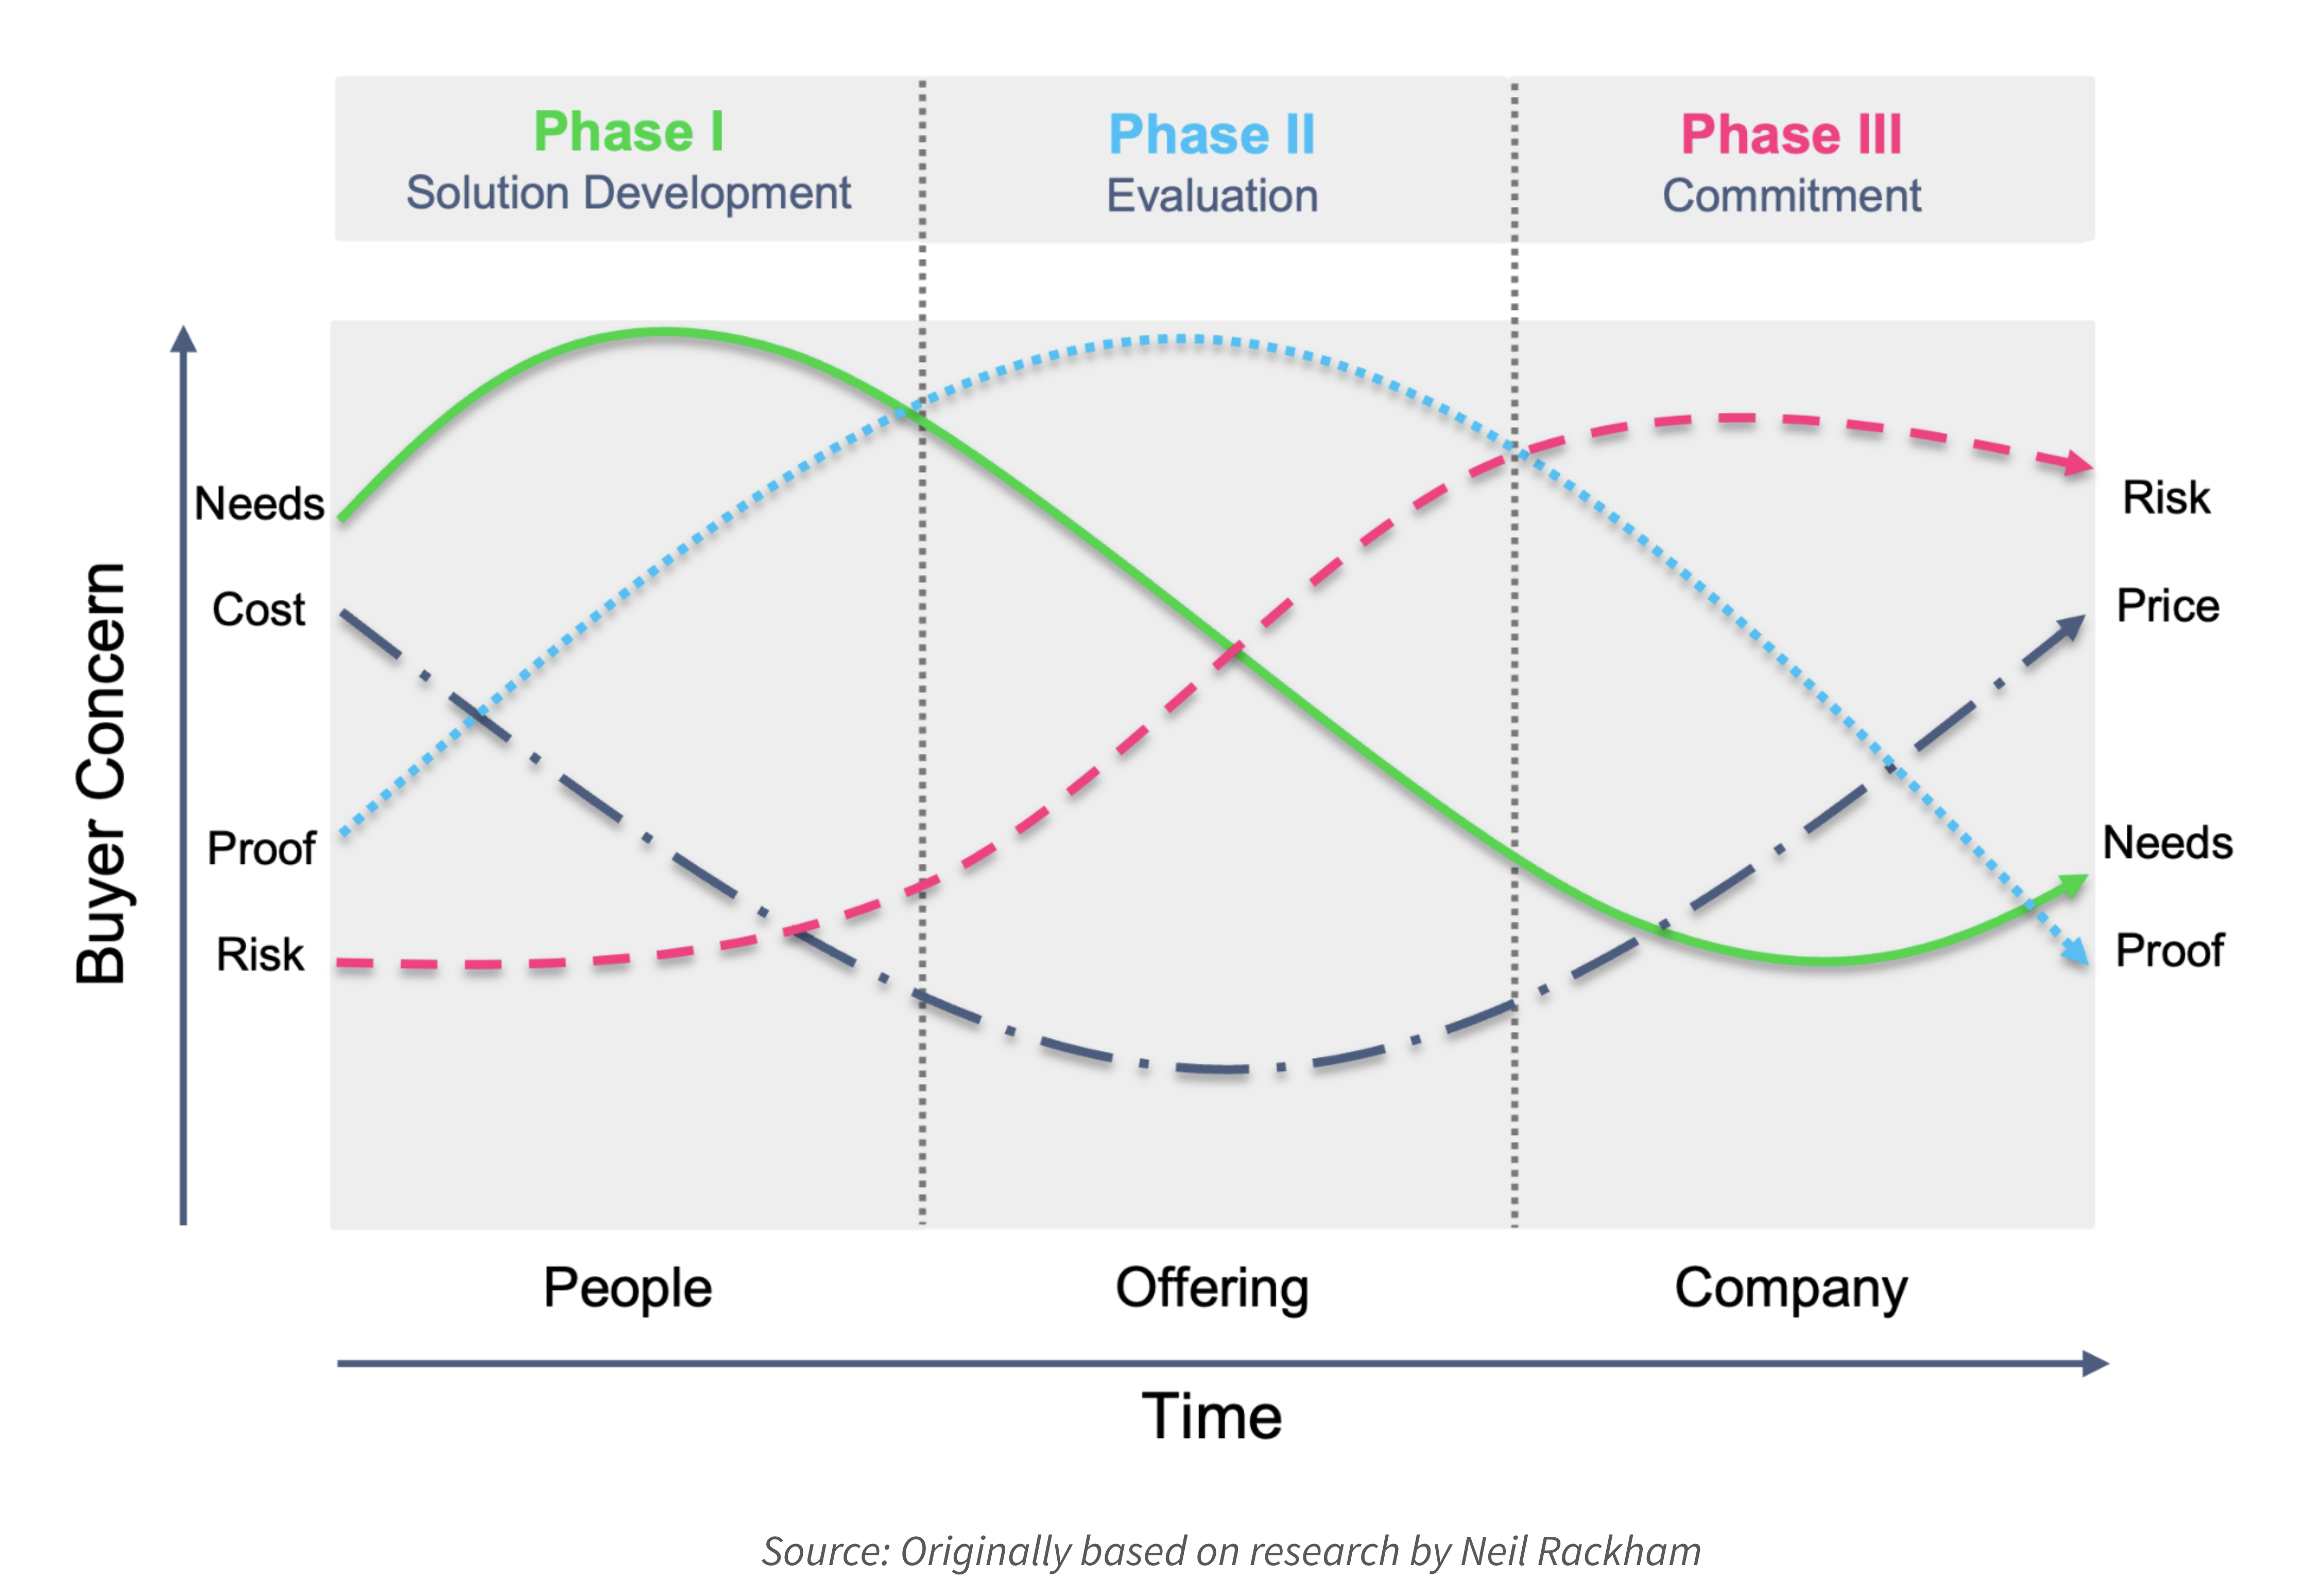 Phase I
Solution Development
Phase II
Evaluation
Phase III
Commitment
Buyer Concern
Needs
Cost
Proof
Risk
Risk
Price
Needs
Proof
People
Offering
Company
Time
Source: Originally based on research by Neil Rackham